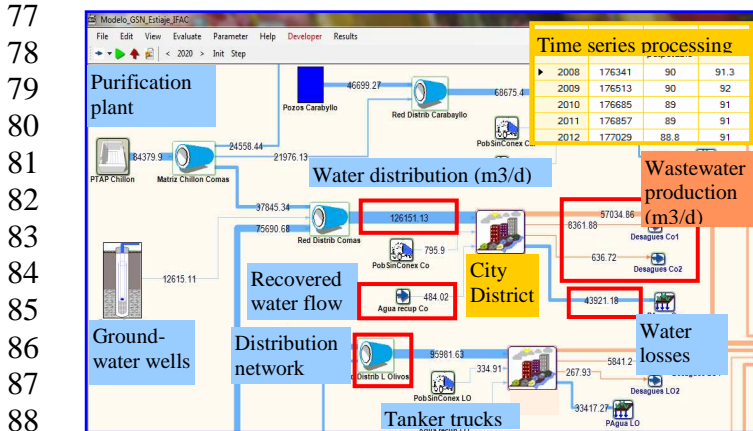 77
78
79
80
81
82
83
84
85
86
87
88
Modelo_GSN_Estiaje_IFAC
File Edit View Evaluate Parameter Help Developer Results
< 2020 > Init Step
Time series processing
2008 176341 90 91.3
2009 176513 90 92
2010 176685 89 91
2011 176857 89 91
2012 177029 88.8 91
Purification
plant
46699.27
Pozos Carabyllo
Red Distrib Carabayllo
68675.4
PobSinConex
24558.44
21976.13
84379.9
PTAP Chillon
Matriz Chillon Comas
Water distribution (m3/d)
Wastewater
production
(m3/d)
37845.34
75690.68
Red Distrib Comas
126151.13
57034.86
8361.88
Desagues Co1
636.72
Desagues Co2
795.9
PobSinConex Co
City
District
12615.11
Recovered
water flow
484.02
Agua recup Co
43921.18
Water
losses
Ground-
water wells
Distribution
network
Distrib L Olivos
95981.63
334.91
PobSinConex LO
5841.2
267.93
Desagues LO2
33417.27
PAgua LO
Tanker trucks